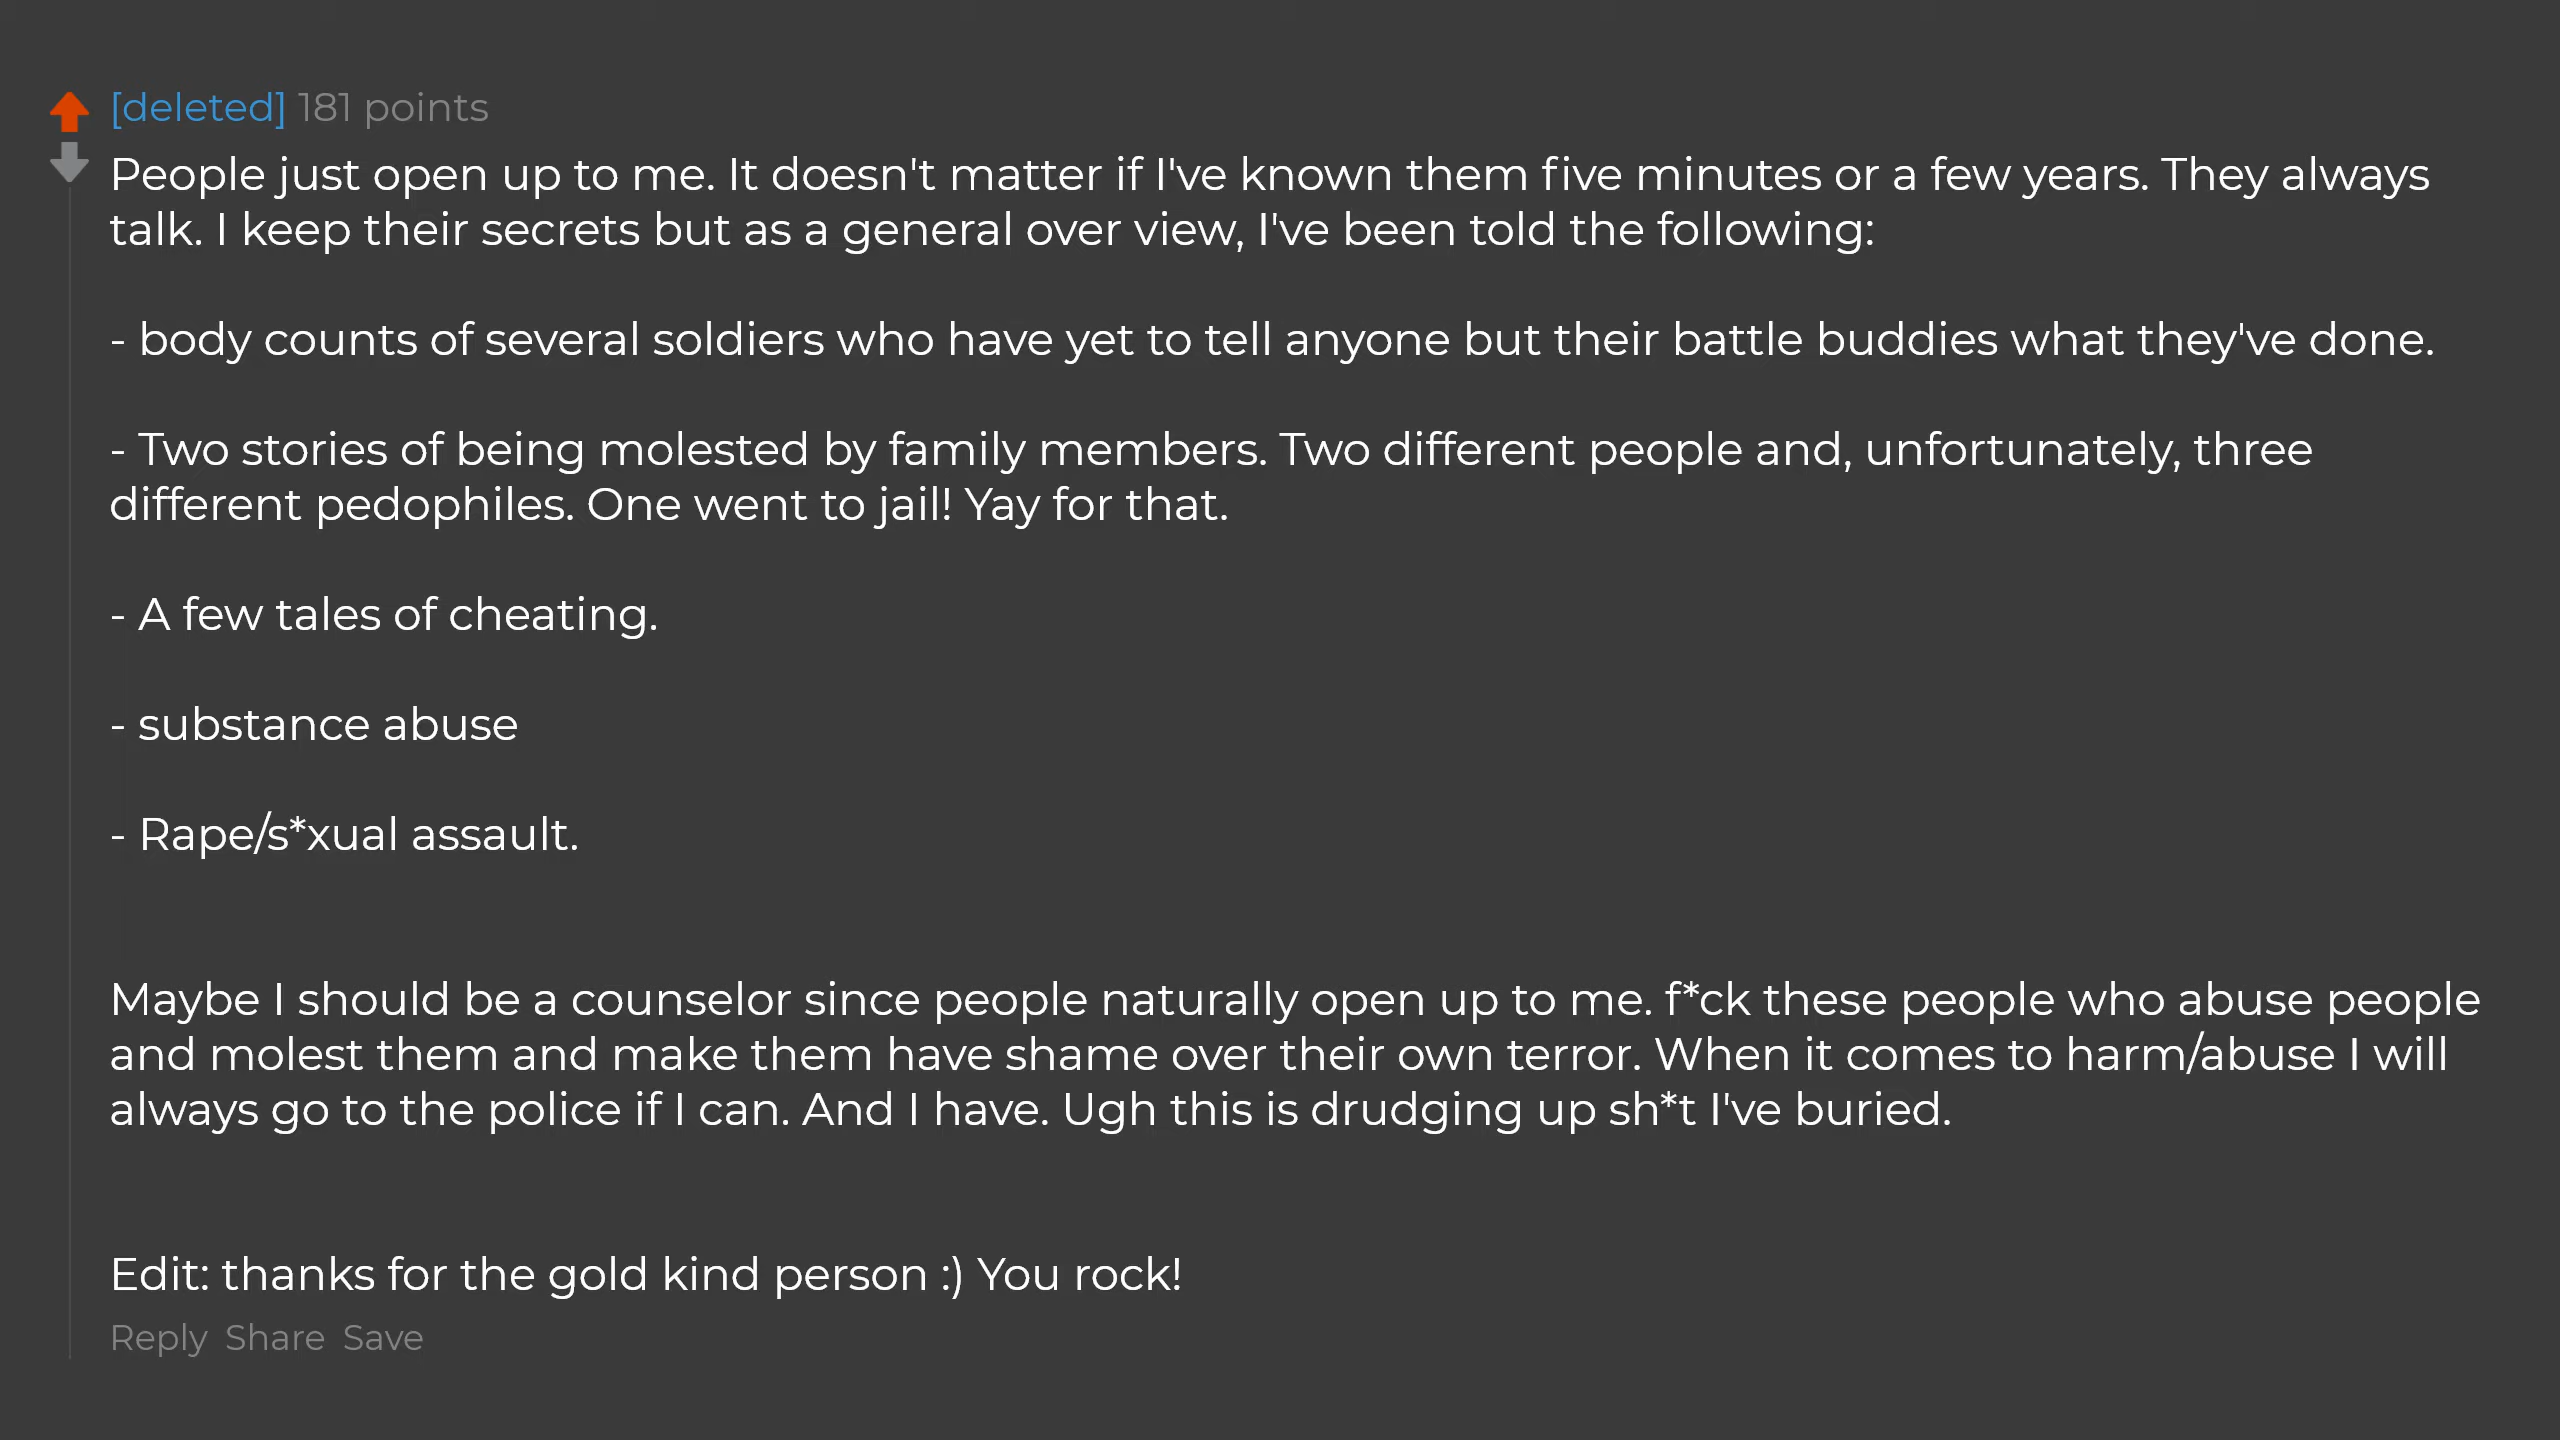 [deleted] 181 points
People just open up to me. It doesn't matter if I've known them five minutes or a few years. They always
talk. I keep their secrets but as a general over view, I've been told the following:
- body counts of several soldiers who have yet to tell anyone but their battle buddies what they've done.
- Two stories of being molested by family members. Two different people and, unfortunately, three
different pedophiles. One went to jail! Yay for that.
- A few tales of cheating.
- substance abuse
- Rape/s*xual assault.
Maybe I should be a counselor since people naturally open up to me. f*ck these people who abuse people
and molest them and make them have shame over their own terror. When it comes to harm/abuse I will
always go to the police if I can. And I have. Ugh this is drudging up sh*t I've buried.
Edit: thanks for the gold kind person :) You rock!
Reply Share Save